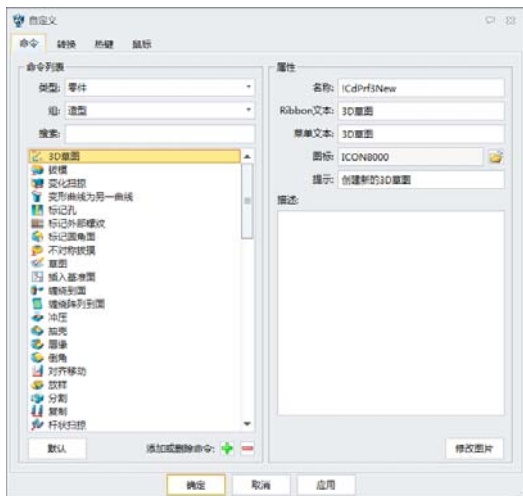 自定义
命令 转换 热键 鼠标
命令列表
类型: 零件
组: 造型
搜索:
3D草图
拔模
变化扫掠
变形曲线为另一曲线
标记孔
标记外部螺纹
标记圆角面
不对称拔模
草图
插入基准面
缠绕到面
缠绕阵列到面
冲压
抽壳
唇缘
倒角
对齐移动
放样
分割
复制
杆状扫掠
默认
添加或删除命令:
属性
名称: !CdPrf3New
Ribbon文本: 3D草图
菜单文本: 3D草图
图标: ICON8000
提示: 创建新的3D草图
描述:
修改图片
确定 取消 应用